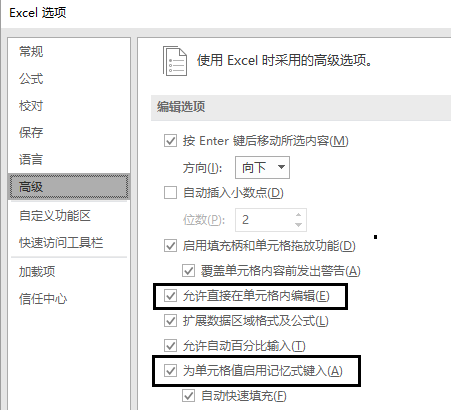 Excel 选项
常规
公式
校对
保存
语言
高级
自定义功能区
快速访问工具栏
加载项
信任中心
使用 Excel 时采用的高级选项。
编辑选项
按 Enter 键后移动所选内容(M)
方向(I): 向下
自动插入小数点(D)
位数(P): 2
启用填充柄和单元格拖放功能(D)
覆盖单元格内容前发出警告(A)
允许直接在单元格内编辑(E)
扩展数据区域格式及公式(L)
允许自动百分比输入(T)
为单元格值启用记忆式键入(A)
自动快速填充(F)